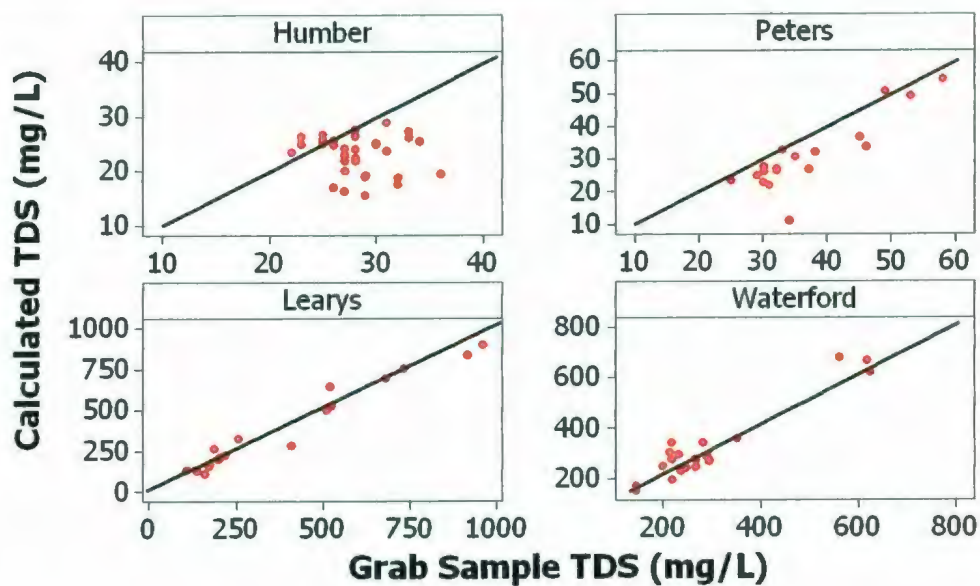 Humber
Peters
40
30
20
10
60
50
40
30
20
10
10 20 30 40
10 20 30 40 50 60
Learys
Waterford
1000
750
500
250
0
800
600
400
200
0 250 500 750 1000
200 400 600 800
Calculated TDS (mg/L)
Grab Sample TDS (mg/L)